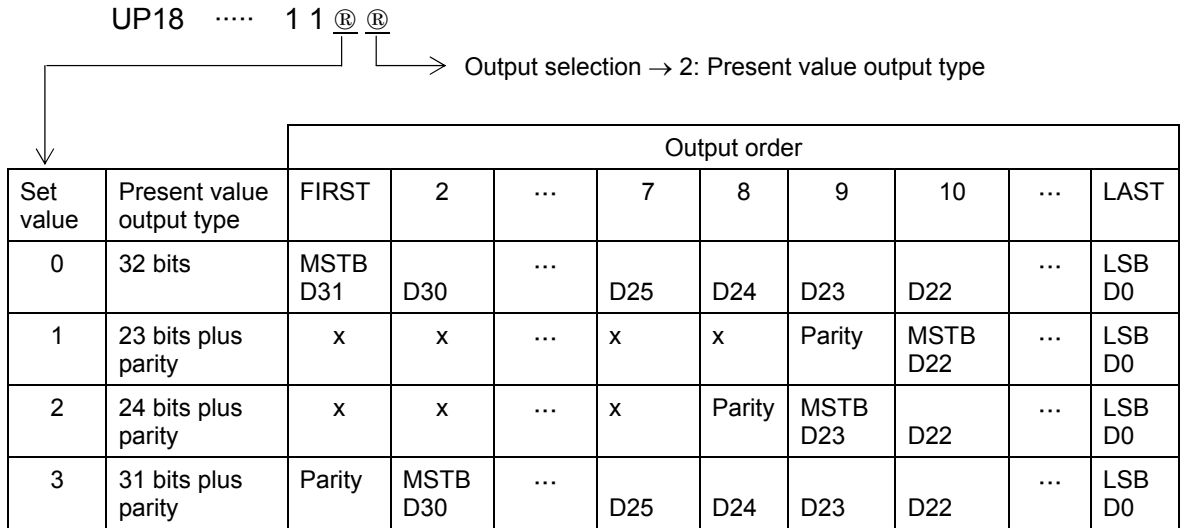 UP18 ····· 1 1 ® ®
Output selection → 2: Present value output type
Output order
Set value | Present value output type | FIRST | 2 | ··· | 7 | 8 | 9 | 10 | ··· | LAST
0 | 32 bits | MSTB D31 | D30 | ··· | D25 | D24 | D23 | D22 | ··· | LSB D0
1 | 23 bits plus parity | x | x | ··· | x | x | Parity | MSTB D22 | ··· | LSB D0
2 | 24 bits plus parity | x | x | ··· | x | Parity | MSTB D23 | D22 | ··· | LSB D0
3 | 31 bits plus parity | Parity | MSTB D30 | ··· | D25 | D24 | D23 | D22 | ··· | LSB D0